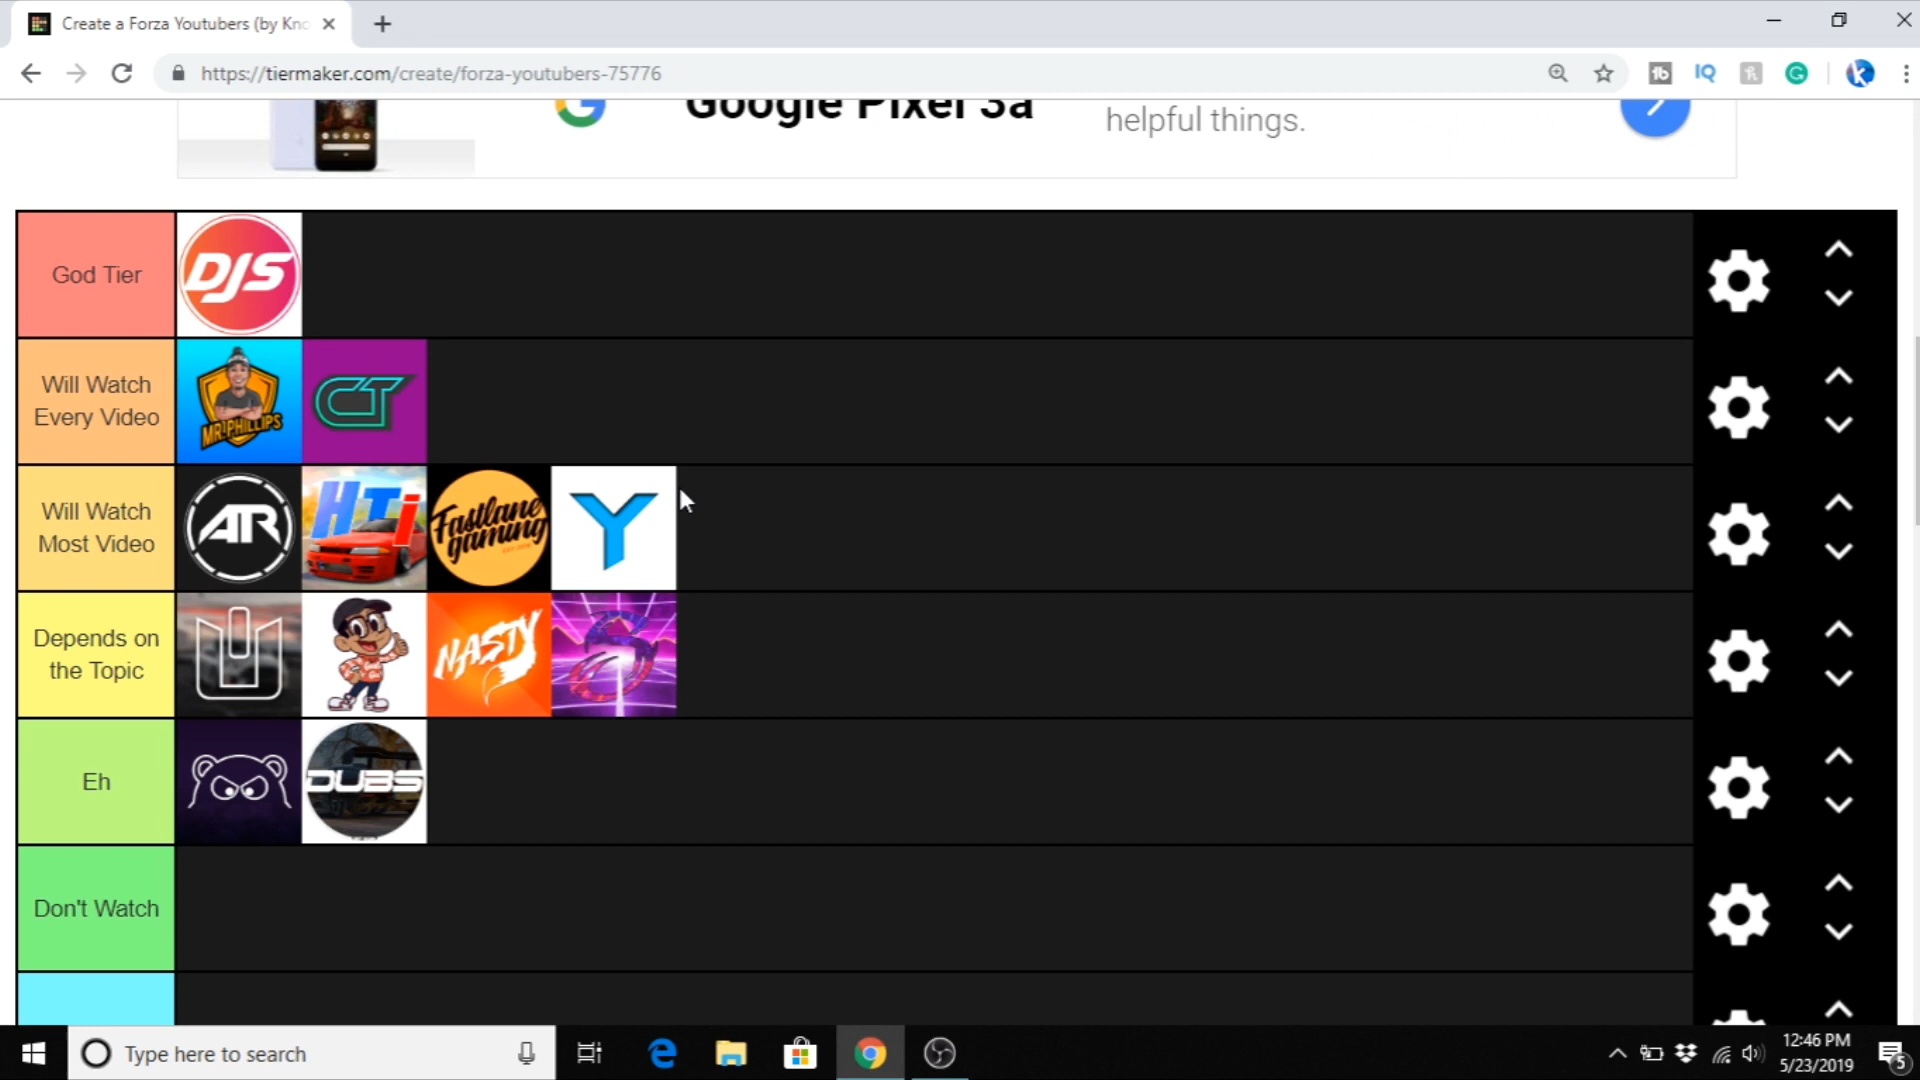 Create a Forza Youtubers (by Kno
https://tiermaker.com/create/forza-youtubers-75776
Google Pixel 3a
helpful things.
God Tier
DJS
Will Watch
Every Video
MR.PHILLIPS
CT
Will Watch
Most Video
AR
HTi
Fastlane
gaming
Y
Depends on
the Topic
NASTY
S
Eh
DUBS
Don't Watch
Type here to search
12:46 PM
5/23/2019
5